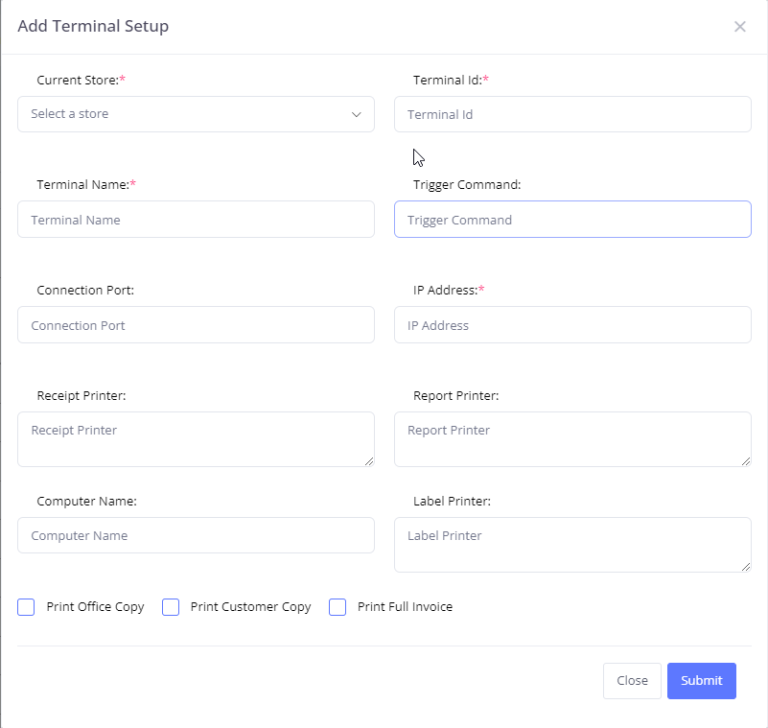 Add Terminal Setup
Current Store:* Terminal Id:*
Select a store Terminal Id
Terminal Name:* Trigger Command:
Terminal Name Trigger Command
Connection Port: IP Address:*
Connection Port IP Address
Receipt Printer: Report Printer:
Receipt Printer Report Printer
Computer Name: Label Printer:
Computer Name Label Printer
Print Office Copy Print Customer Copy Print Full Invoice
Close Submit